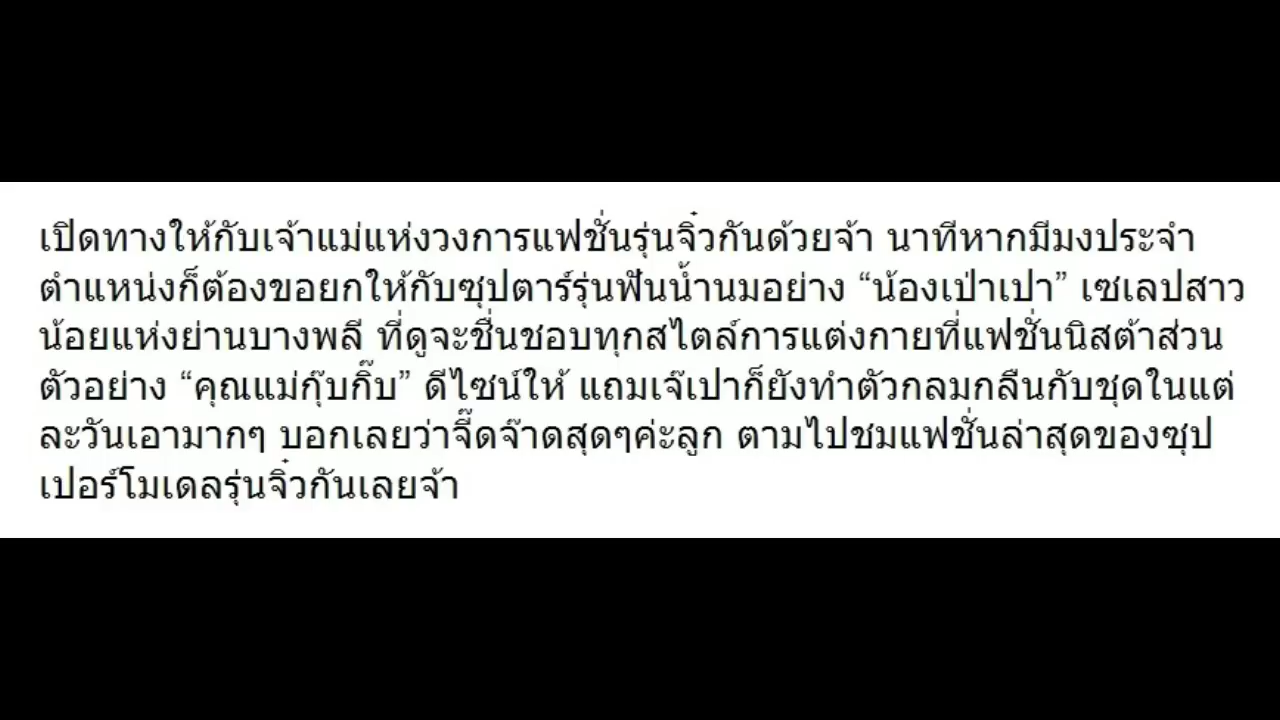 เปิดทางให้กับเจ้าแม่แห่งวงการแฟชั่นรุ่นจิ๋วกันด้วยจ้า นาทีหากมีมงประจำ
ตำแหน่งก็ต้องขอยกให้กับซุปตาร์รุ่นฟันน้ำนมอย่าง “น้องเป่าเปา” เซเลปสาว
น้อยแห่งย่านบางพลี ที่ดูจะชื่นชอบทุกสไตล์การแต่งกายที่แฟชั่นนิสต้าส่วน
ตัวอย่าง “คุณแม่กุ๊บกิ๊บ” ดีไซน์ให้ แถมเจ๊เปาก็ยังทำตัวกลมกลืนกับชุดในแต่
ละวันเอามากๆ บอกเลยว่าจี๊ดจ๊าดสุดๆค่ะลูก ตามไปชมแฟชั่นล่าสุดของซุป
เปอร์โมเดลรุ่นจิ๋วกันเลยจ้า